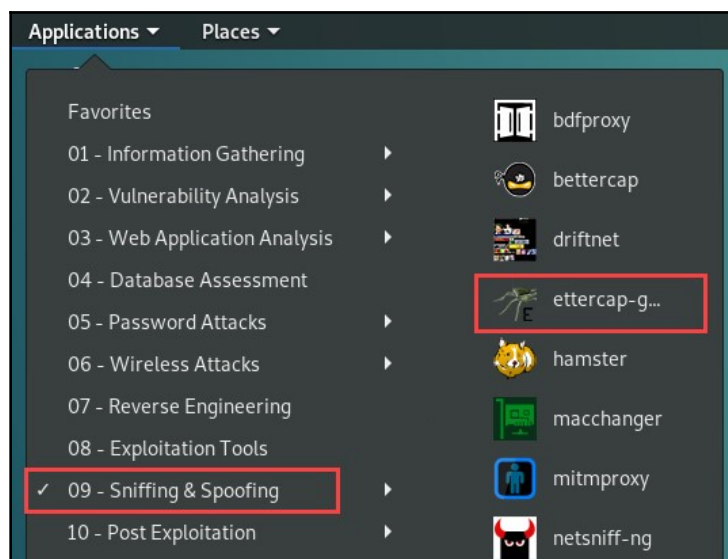 Applications Places
Favorites
01 - Information Gathering
02 - Vulnerability Analysis
03 - Web Application Analysis
04 - Database Assessment
05 - Password Attacks
06 - Wireless Attacks
07 - Reverse Engineering
08 - Exploitation Tools
✓ 09 - Sniffing & Spoofing
10 - Post Exploitation
bdfproxy
bettercap
driftnet
ettercap-g...
E
hamster
macchanger
mitmproxy
netsniff-ng